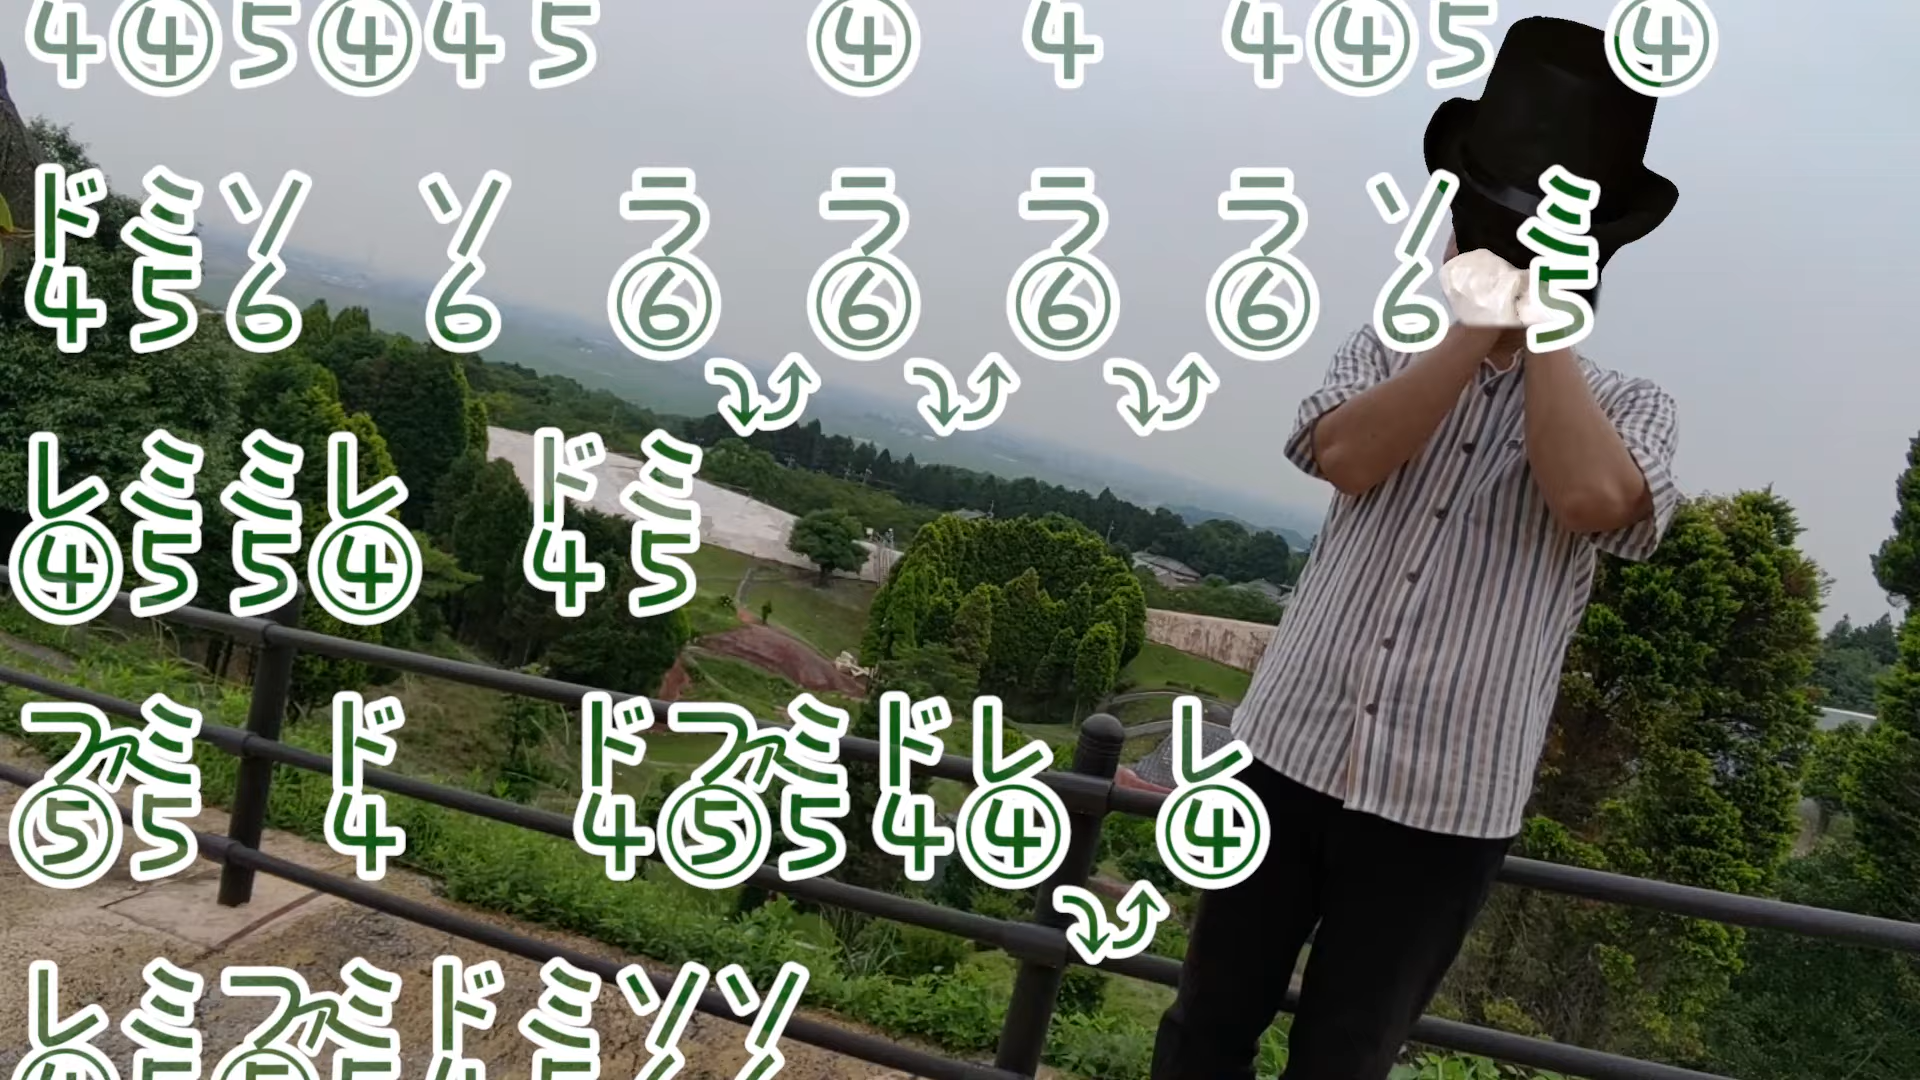 4④5④45 ④ 4 4④5 ④
ドミソ ソ ラ ラ ラ ラ ソミ
456 6 ⑥ ⑥ ⑥ ⑥ 65
⤵⤴ ⤵⤴ ⤵⤴
レミミレ ドミ
④55④ 45
ファミ ド ドファミドレ レ
⑤5 4 4⑤54④ ④
⤵⤴
レミファミドミソソ
④5⑤54566